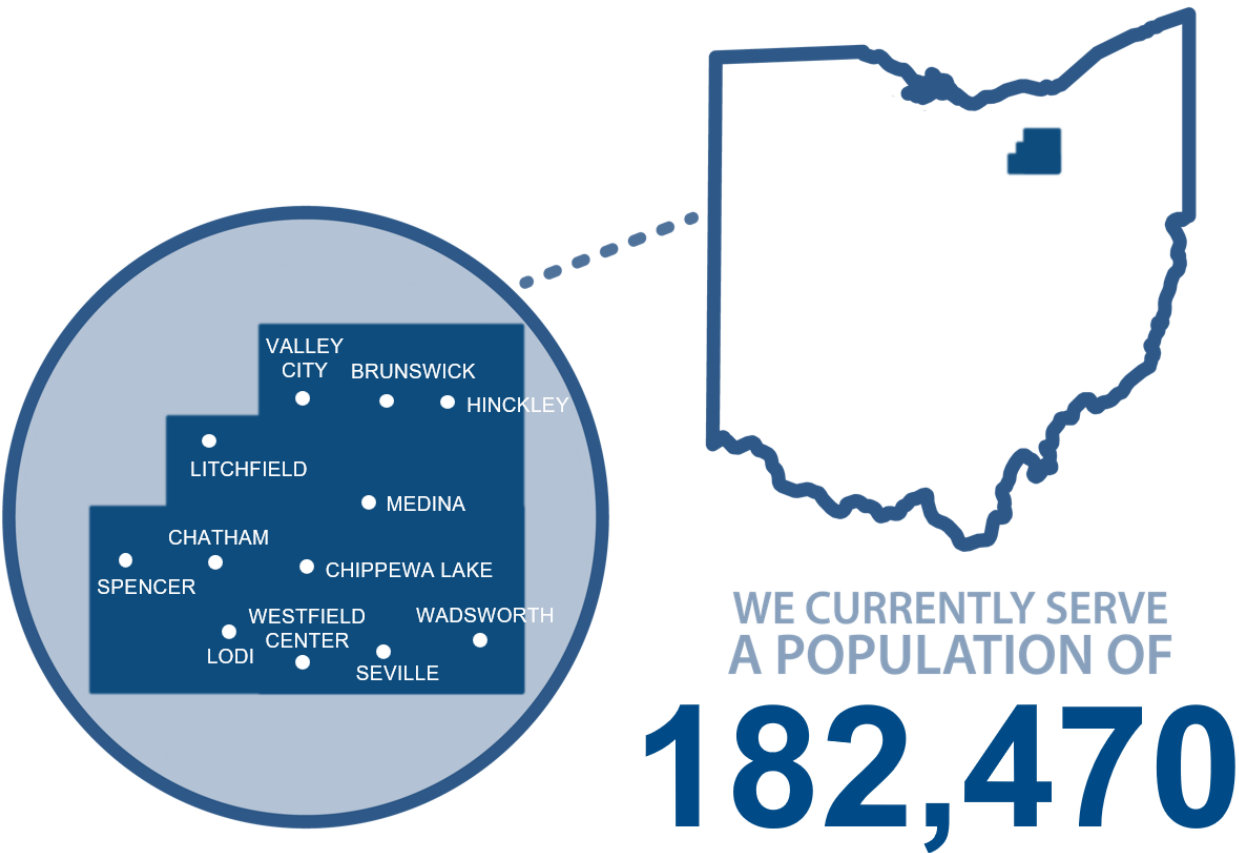 VALLEY
CITY
BRUNSWICK
HINCKLEY
LITCHFIELD
MEDINA
CHATHAM
SPENCER
CHIPPEWA LAKE
WESTFIELD
CENTER
WADSWORTH
LODI
SEVILLE
WE CURRENTLY SERVE
A POPULATION OF
182,470